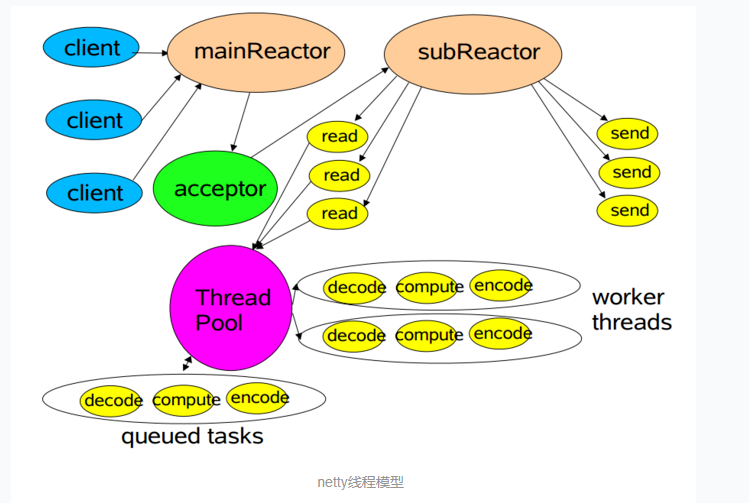 client
mainReactor
subReactor
client
client
acceptor
read
read
read
send
send
send
Thread
Pool
decode compute encode
decode compute encode
worker
threads
decode compute encode
queued tasks
netty线程模型